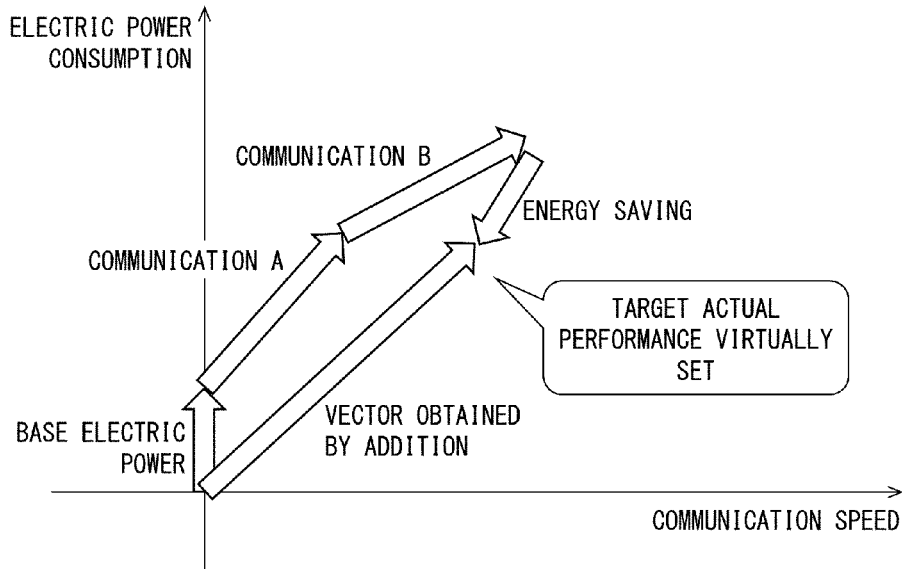 ELECTRIC POWER
CONSUMPTION
COMMUNICATION B
ENERGY SAVING
COMMUNICATION A
TARGET ACTUAL
PERFORMANCE VIRTUALLY
SET
VECTOR OBTAINED
BY ADDITION
BASE ELECTRIC
POWER
COMMUNICATION SPEED